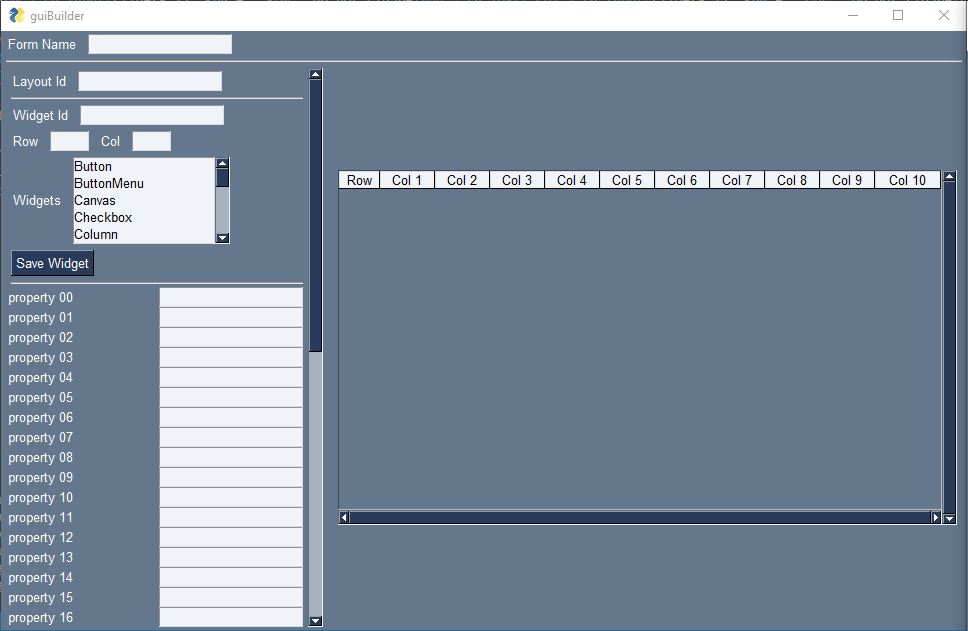 guiBuilder
Form Name
Layout Id
Widget Id
Row Col
Widgets
Button
ButtonMenu
Canvas
Checkbox
Column
Save Widget
property 00
property 01
property 02
property 03
property 04
property 05
property 06
property 07
property 08
property 09
property 10
property 11
property 12
property 13
property 14
property 15
property 16
Row Col 1 Col 2 Col 3 Col 4 Col 5 Col 6 Col 7 Col 8 Col 9 Col 10